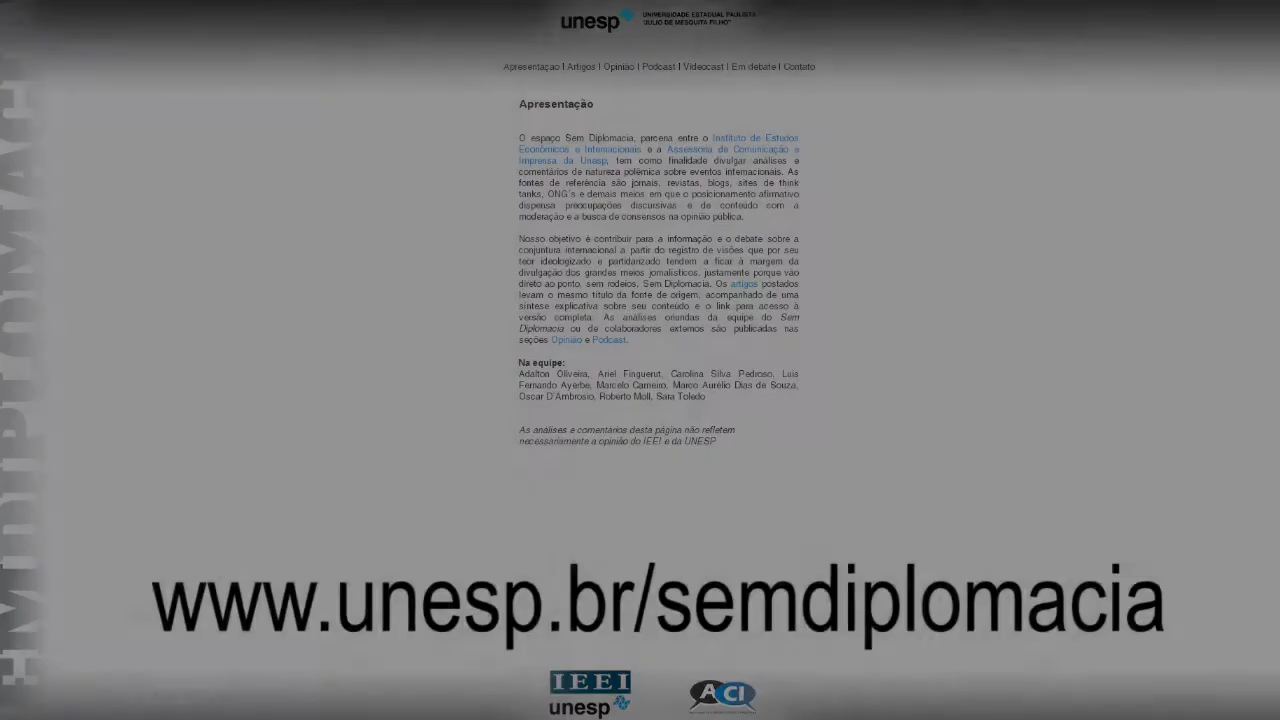 unesp
UNIVERSIDADE ESTADUAL PAULISTA
"JÚLIO DE MESQUITA FILHO"
Apresentação | Artigos | Opinião | Podcast | Videocast | Em debate | Contato
Apresentação
O espaço Sem Diplomacia, parceria entre o Instituto de Estudos
Econômicos e Internacionais e a Assessoria de Comunicação e
Imprensa da Unesp, tem como finalidade divulgar análises e
comentários de natureza polêmica sobre eventos internacionais. As
fontes de referência são jornais, revistas, blogs, sites de think
tanks, ONG´s e demais meios em que o posicionamento afirmativo
dispensa preocupações discursivas e de conteúdo com a
moderação e a busca de consensos na opinião pública.
Nosso objetivo é contribuir para a informação e o debate sobre a
conjuntura internacional a partir do registro de visões que por seu
teor ideologizado e partidarizado tendem a ficar à margem da
divulgação dos grandes meios jornalísticos, justamente porque vão
direto ao ponto, sem rodeios, Sem Diplomacia. Os artigos postados
levam o mesmo título da fonte de origem, acompanhado de uma
síntese explicativa sobre seu conteúdo e o link para acesso à
versão completa. As análises oriundas da equipe do Sem
Diplomacia ou de colaboradores externos são publicadas nas
seções Opinião e Podcast.
Na equipe:
Adailton Oliveira, Ariel Finguerut, Carolina Silva Pedroso, Luis
Fernando Ayerbe, Marcelo Carneiro, Marco Aurélio Dias de Souza,
Oscar D'Ambrosio, Roberto Moll, Sara Toledo
As análises e comentários desta página não refletem
necessariamente a opinião do IEEI e da UNESP
www.unesp.br/semdiplomacia
IEEI
unesp
ACI